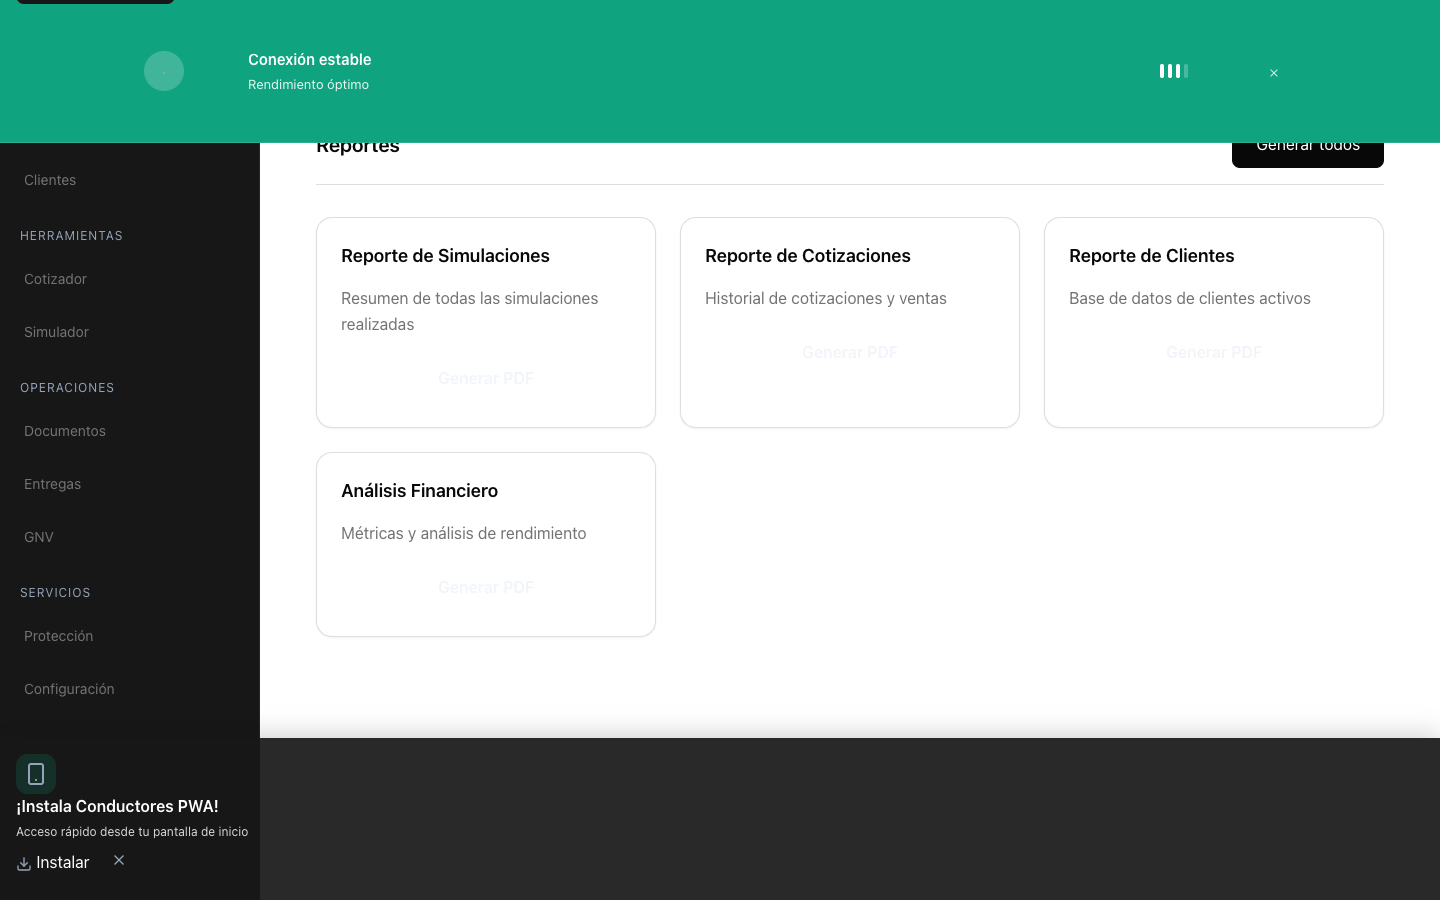 Conexión estable
Rendimiento óptimo
×
Reportes
Generar todos
Clientes
HERRAMIENTAS
Cotizador
Simulador
OPERACIONES
Documentos
Entregas
GNV
SERVICIOS
Protección
Configuración
Reporte de Simulaciones
Resumen de todas las simulaciones
realizadas
Generar PDF
Reporte de Cotizaciones
Historial de cotizaciones y ventas
Generar PDF
Reporte de Clientes
Base de datos de clientes activos
Generar PDF
Análisis Financiero
Métricas y análisis de rendimiento
Generar PDF
¡Instala Conductores PWA!
Acceso rápido desde tu pantalla de inicio
Instalar